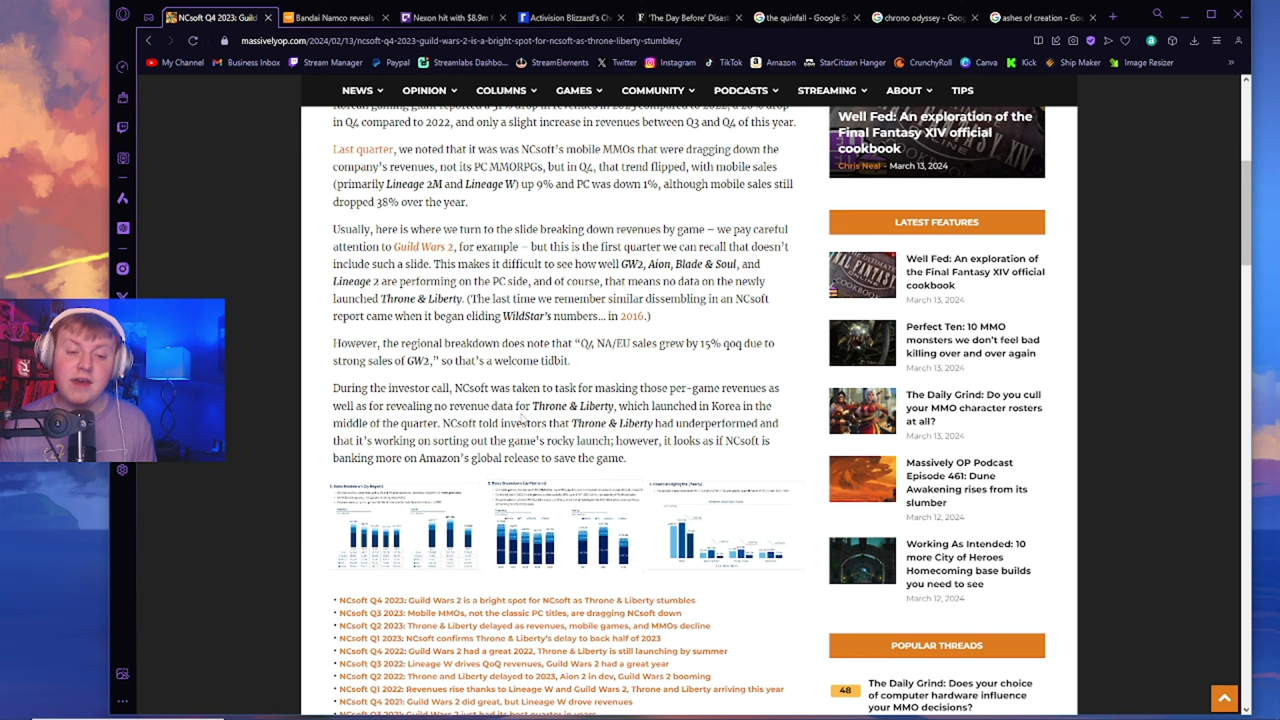 NCsoft Q4 2023: Guild
Bandai Namco reveals
Nexon hit with $8.9m f
Activision Blizzard's Ch
'The Day Before' Disast
the quinfall - Google S
chrono odyssey - Goog
ashes of creation - Goo
massivelyop.com/2024/02/13/ncsoft-q4-2023-guild-wars-2-is-a-bright-spot-for-ncsoft-as-throne-liberty-stumbles/
My Channel
Business Inbox
Stream Manager
Paypal
Streamlabs Dashbo...
StreamElements
Twitter
Instagram
TikTok
Amazon
StarCitizen Hanger
CrunchyRoll
Canva
Kick
Ship Maker
Image Resizer
NEWS
OPINION
COLUMNS
GAMES
COMMUNITY
PODCASTS
STREAMING
ABOUT
TIPS
in Q4 compared to 2022, and only a slight increase in revenues between Q3 and Q4 of this year.
Last quarter, we noted that it was was NCsoft's mobile MMOs that were dragging down the
company's revenues, not its PC MMORPGs, but in Q4, that trend flipped, with mobile sales
(primarily Lineage 2M and Lineage W) up 9% and PC was down 1%, although mobile sales still
dropped 38% over the year.
Usually, here is where we turn to the slide breaking down revenues by game – we pay careful
attention to Guild Wars 2, for example – but this is the first quarter we can recall that doesn't
include such a slide. This makes it difficult to see how well GW2, Aion, Blade & Soul, and
Lineage 2 are performing on the PC side, and of course, that means no data on the newly
launched Throne & Liberty. (The last time we remember similar dissembling in an NCsoft
report came when it began eliding WildStar's numbers... in 2016.)
However, the regional breakdown does note that "Q4 NA/EU sales grew by 15% qoq due to
strong sales of GW2," so that's a welcome tidbit.
During the investor call, NCsoft was taken to task for masking those per-game revenues as
well as for revealing no revenue data for Throne & Liberty, which launched in Korea in the
middle of the quarter. NCsoft told investors that Throne & Liberty had underperformed and
that it's working on sorting out the game's rocky launch; however, it looks as if NCsoft is
banking more on Amazon's global release to save the game.
NCsoft Q4 2023: Guild Wars 2 is a bright spot for NCsoft as Throne & Liberty stumbles
NCsoft Q3 2023: Mobile MMOs, not the classic PC titles, are dragging NCsoft down
NCsoft Q2 2023: Throne & Liberty delayed as revenues, mobile games, and MMOs decline
NCsoft Q1 2023: NCsoft confirms Throne & Liberty's delay to back half of 2023
NCsoft Q4 2022: Guild Wars 2 had a great 2022, Throne & Liberty is still launching by summer
NCsoft Q3 2022: Lineage W drives QoQ revenues, Guild Wars 2 had a great year
NCsoft Q2 2022: Throne and Liberty delayed to 2023, Aion 2 in dev, Guild Wars 2 booming
NCsoft Q1 2022: Revenues rise thanks to Lineage W and Guild Wars 2, Throne and Liberty arriving this year
NCsoft Q4 2021: Guild Wars 2 did great, but Lineage W drove revenues
NCsoft Q3 2021: Guild Wars 2 just had its best quarter in years
Well Fed: An exploration of the
Final Fantasy XIV official
cookbook
Chris Neal - March 13, 2024
LATEST FEATURES
Well Fed: An exploration of
the Final Fantasy XIV official
cookbook
March 13, 2024
Perfect Ten: 10 MMO
monsters we don't feel bad
killing over and over again
March 13, 2024
The Daily Grind: Do you cull
your MMO character rosters
at all?
March 13, 2024
Massively OP Podcast
Episode 461: Dune
Awakening rises from its
slumber
March 12, 2024
Working As Intended: 10
more City of Heroes
Homecoming base builds
you need to see
March 12, 2024
POPULAR THREADS
48
The Daily Grind: Does your choice
of computer hardware influence
your MMO decisions?